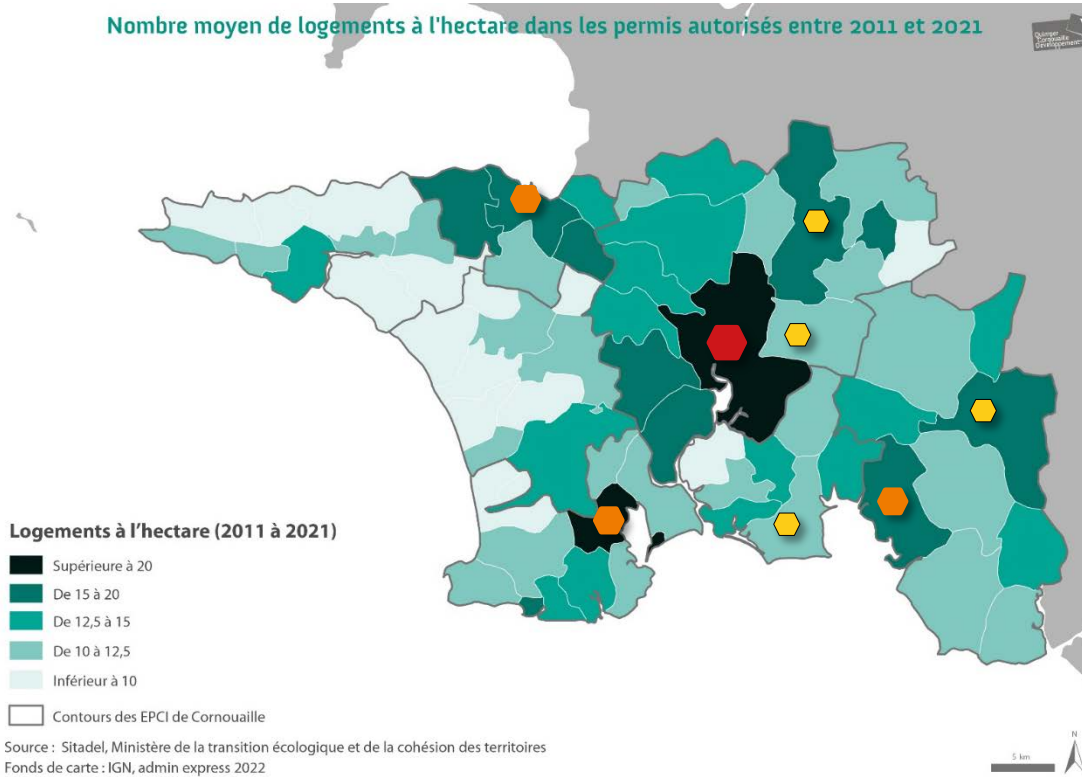 Nombre moyen de logements à l'hectare dans les permis autorisés entre 2011 et 2021
Quimper
Cornouaille
Développement
Logements à l'hectare (2011 à 2021)
Supérieure à 20
De 15 à 20
De 12,5 à 15
De 10 à 12,5
Inférieur à 10
Contours des EPCI de Cornouaille
Source : Sitadel, Ministère de la transition écologique et de la cohésion des territoires
Fonds de carte : IGN, admin express 2022
5 km
N